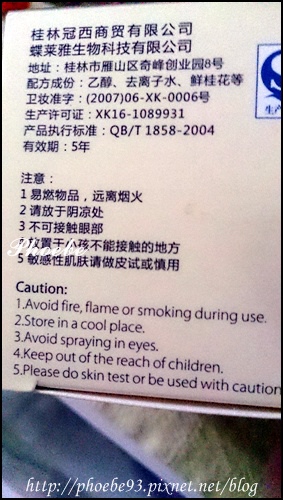 桂林冠西商贸有限公司
蝶莱雅生物科技有限公司
地址：桂林市雁山区奇峰创业园8号
配方成份：乙醇、去离子水、鲜桂花等
卫妆准字：(2007)06-XK-0006号
生产许可证：XK16-1089931
产品执行标准：QB/T 1858-2004
有效期：5年
生产
注意：
1 易燃物品，远离烟火
2 请放于阴凉处
3 不可接触眼部
放置于小孩不能接触的地方
Phoebe
5 敏感性肌肤请做皮试或慎用
Caution:
1.Avoid fire, flame or smoking during use.
2.Store in a cool place.
3.Avoid spraying in eyes.
4.Keep out of the reach of children.
5.Please do skin test or be used with caution
http://phoebe93.pixnet.net/blog